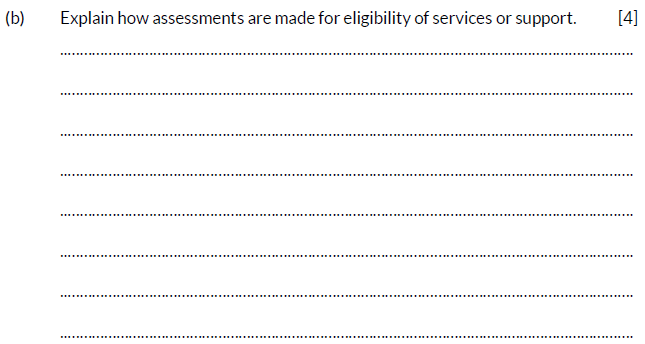 (b) Explain how assessments are made for eligibility of services or support. [4]